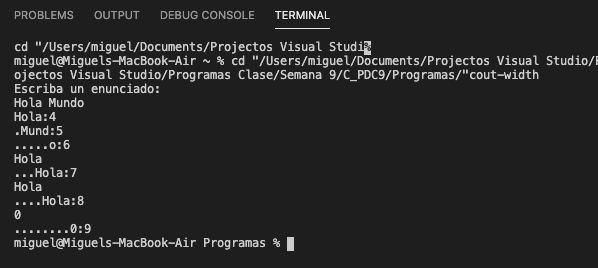 PROBLEMS OUTPUT DEBUG CONSOLE TERMINAL
cd "/Users/miguel/Documents/Projectos Visual Studi%
miguel@Miguels-MacBook-Air ~ % cd "/Users/miguel/Documents/Projectos Visual Studio/P
ojectos Visual Studio/Programas Clase/Semana 9/C_PDC9/Programas/"cout-width
Escriba un enunciado:
Hola Mundo
Hola:4
.Mund:5
.....o:6
Hola
...Hola:7
Hola
....Hola:8
0
........0:9
miguel@Miguels-MacBook-Air Programas %